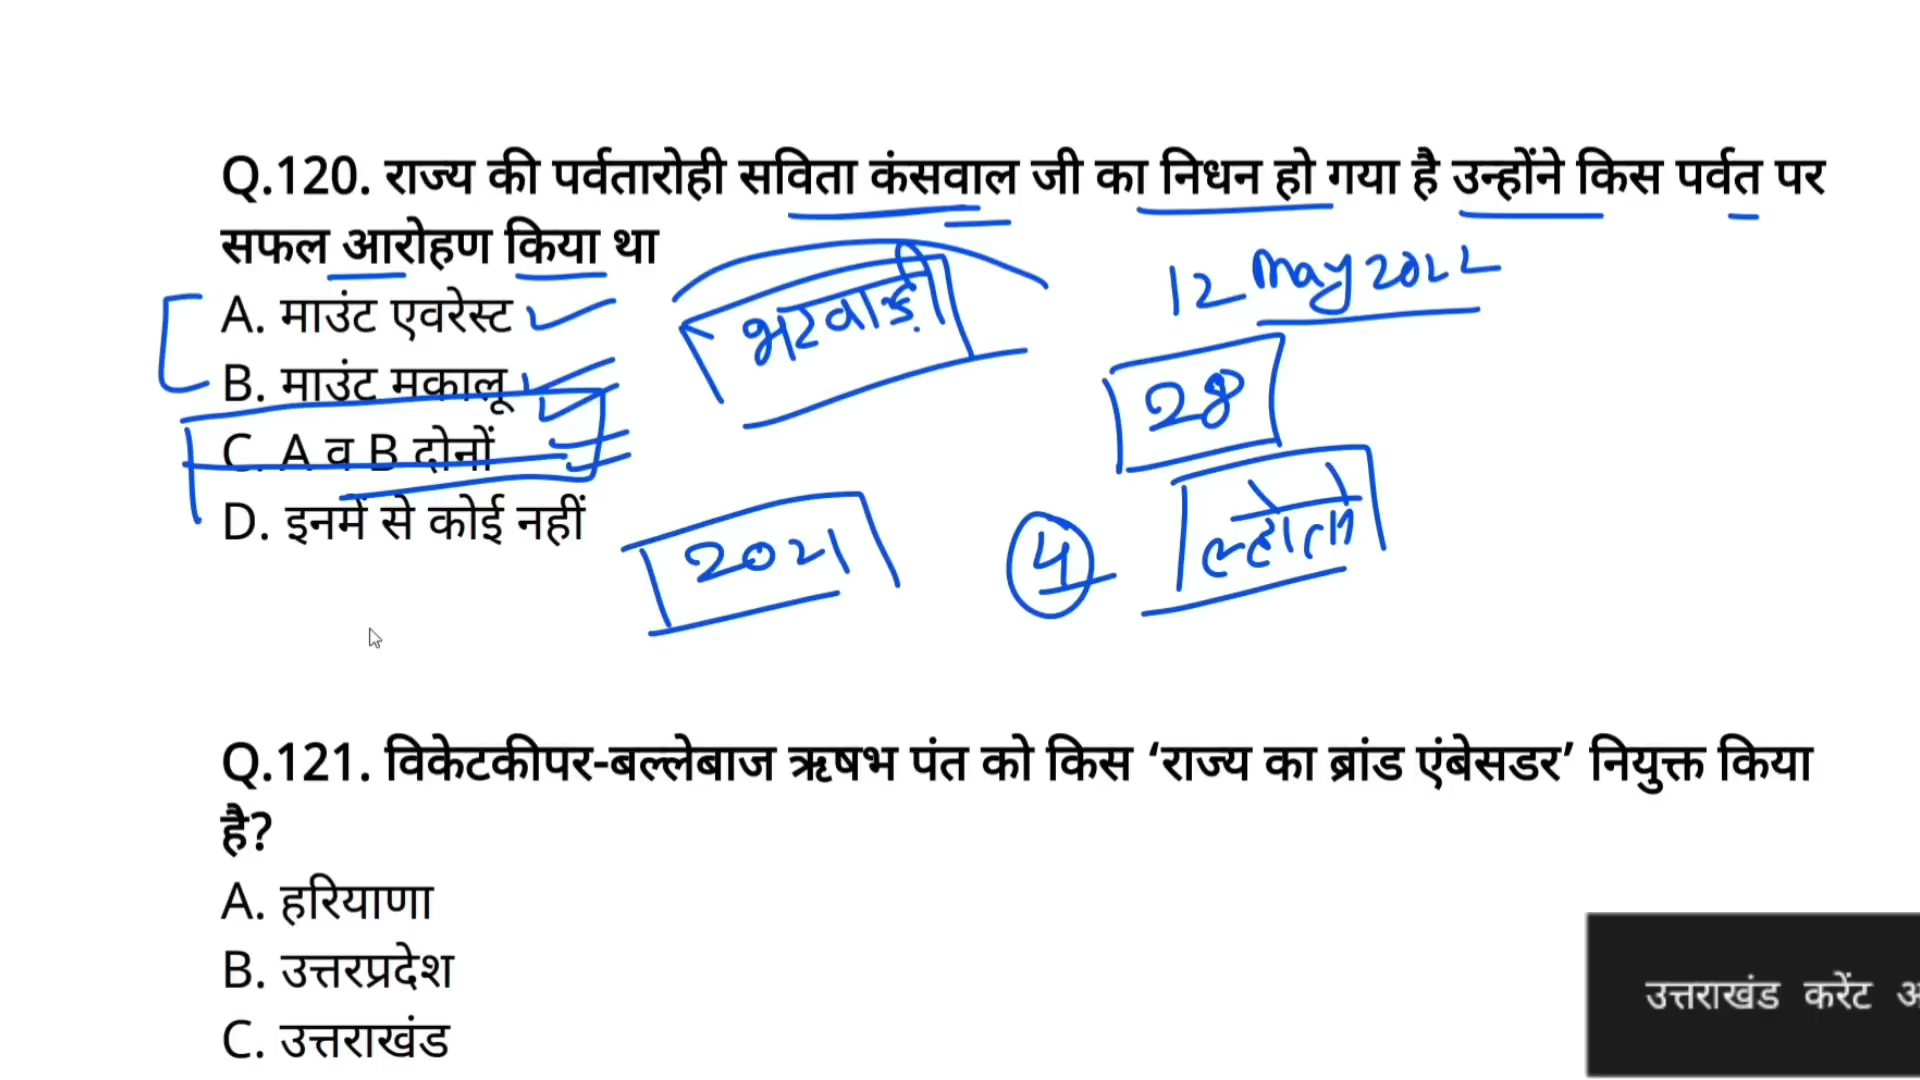 Q.120. राज्य की पर्वतारोही सविता कंसवाल जी का निधन हो गया है उन्होंने किस पर्वत पर
सफल आरोहण किया था
12 May 2022
A. माउंट एवरेस्ट
28
B. माउंट मकालू
C. A व B दोनों
D. इनमें से कोई नहीं
2021
Q.121. विकेटकीपर-बल्लेबाज ऋषभ पंत को किस ‘राज्य का ब्रांड एंबेसडर’ नियुक्त किया
है?
A. हरियाणा
B. उत्तरप्रदेश
C. उत्तराखंड
उत्तराखंड करेंट